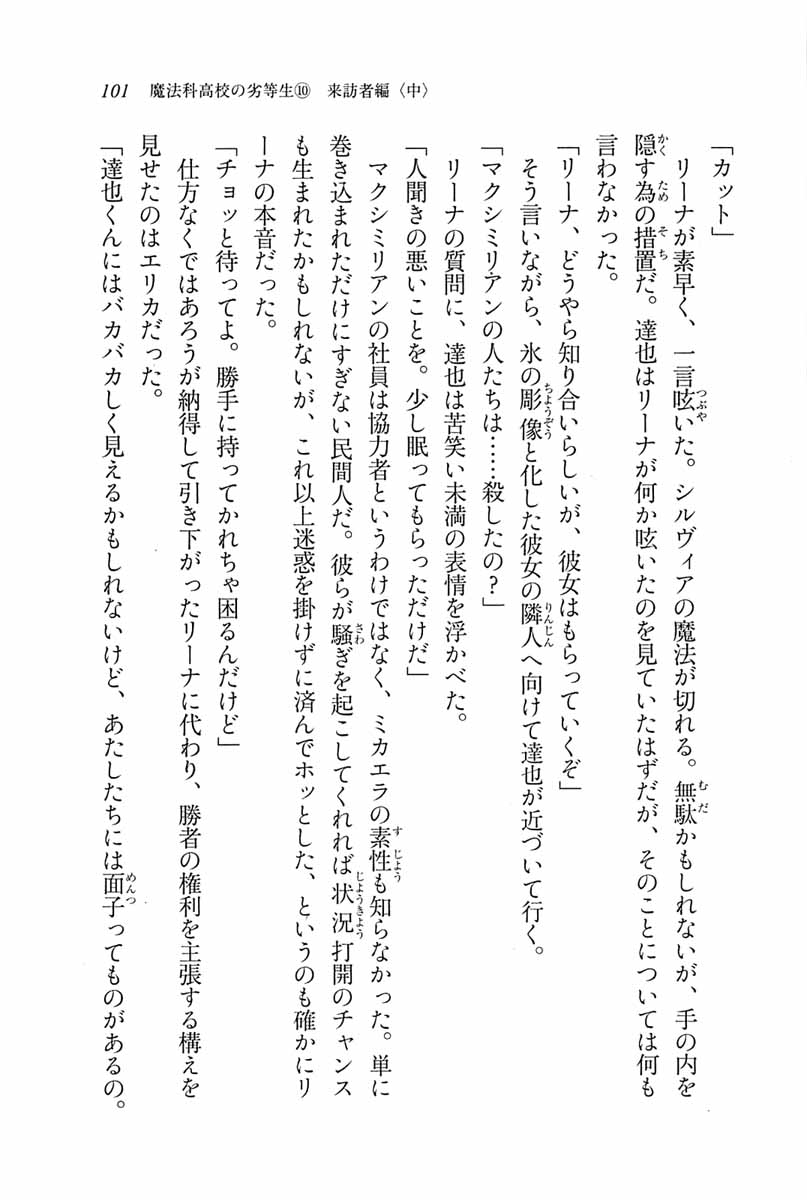 101 魔法科高校の劣等生⑩ 来訪者編〈中〉
「カット」
リーナが素早く、一言呟いた。シルヴィアの魔法が切れる。無駄かもしれないが、手の内を
隠す為の措置だ。達也はリーナが何か呟いたのを見ていたはずだが、そのことについては何も
言わなかった。
「リーナ、どうやら知り合いらしいが、彼女はもらっていくぞ」
そう言いながら、氷の彫像と化した彼女の隣人へ向けて達也が近づいて行く。
「マクシミリアンの人たちは……殺したの？」
リーナの質問に、達也は苦笑い未満の表情を浮かべた。
「人聞きの悪いことを。少し眠ってもらっただけだ」
マクシミリアンの社員は協力者というわけではなく、ミカエラの素性も知らなかった。単に
巻き込まれただけにすぎない民間人だ。彼らが騒ぎを起こしてくれれば状況打開のチャンス
も生まれたかもしれないが、これ以上迷惑を掛けずに済んでホッとした、というのも確かにリ
ーナの本音だった。
「チョッと待ってよ。勝手に持ってかれちゃ困るんだけど」
仕方なくではあろうが納得して引き下がったリーナに代わり、勝者の権利を主張する構えを
見せたのはエリカだった。
「達也くんにはバカバカしく見えるかもしれないけど、あたしたちには面子ってものがあるの。